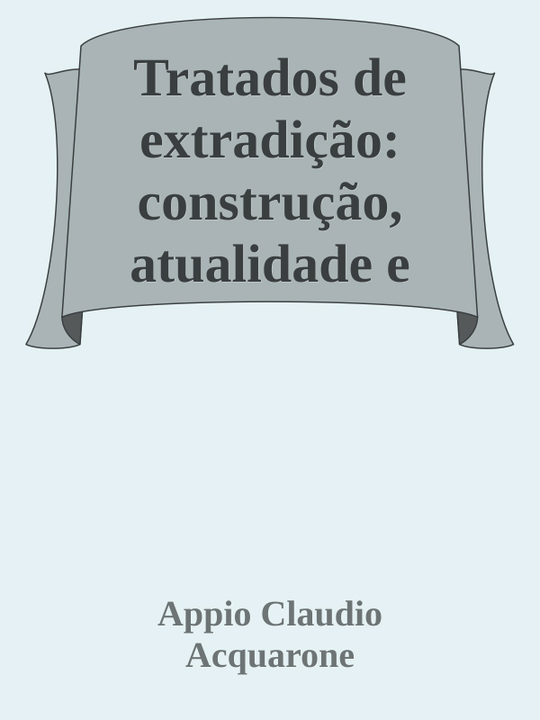 Tratados de
extradição:
construção,
atualidade e
Appio Claudio
Acquarone